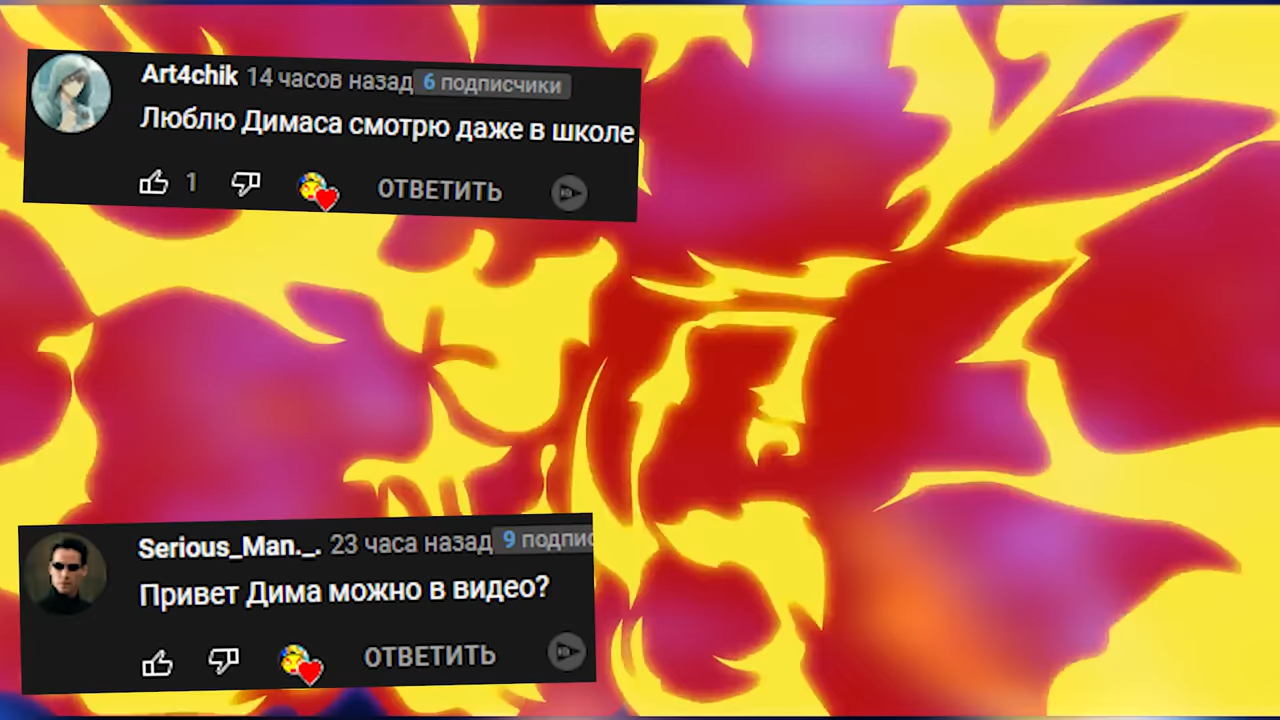 Art4chik 14 часов назад 6 подписчики
Люблю Димаса смотрю даже в школе
1 ОТВЕТИТЬ
Serious_Man._. 23 часа назад 9 подпис
Привет Дима можно в видео?
ОТВЕТИТЬ